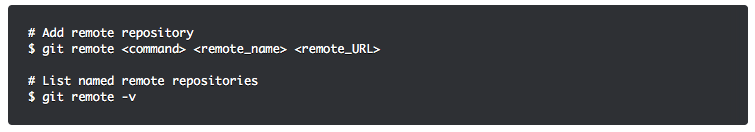 # Add remote repository
$ git remote <command> <remote_name> <remote_URL>
# List named remote repositories
$ git remote -v